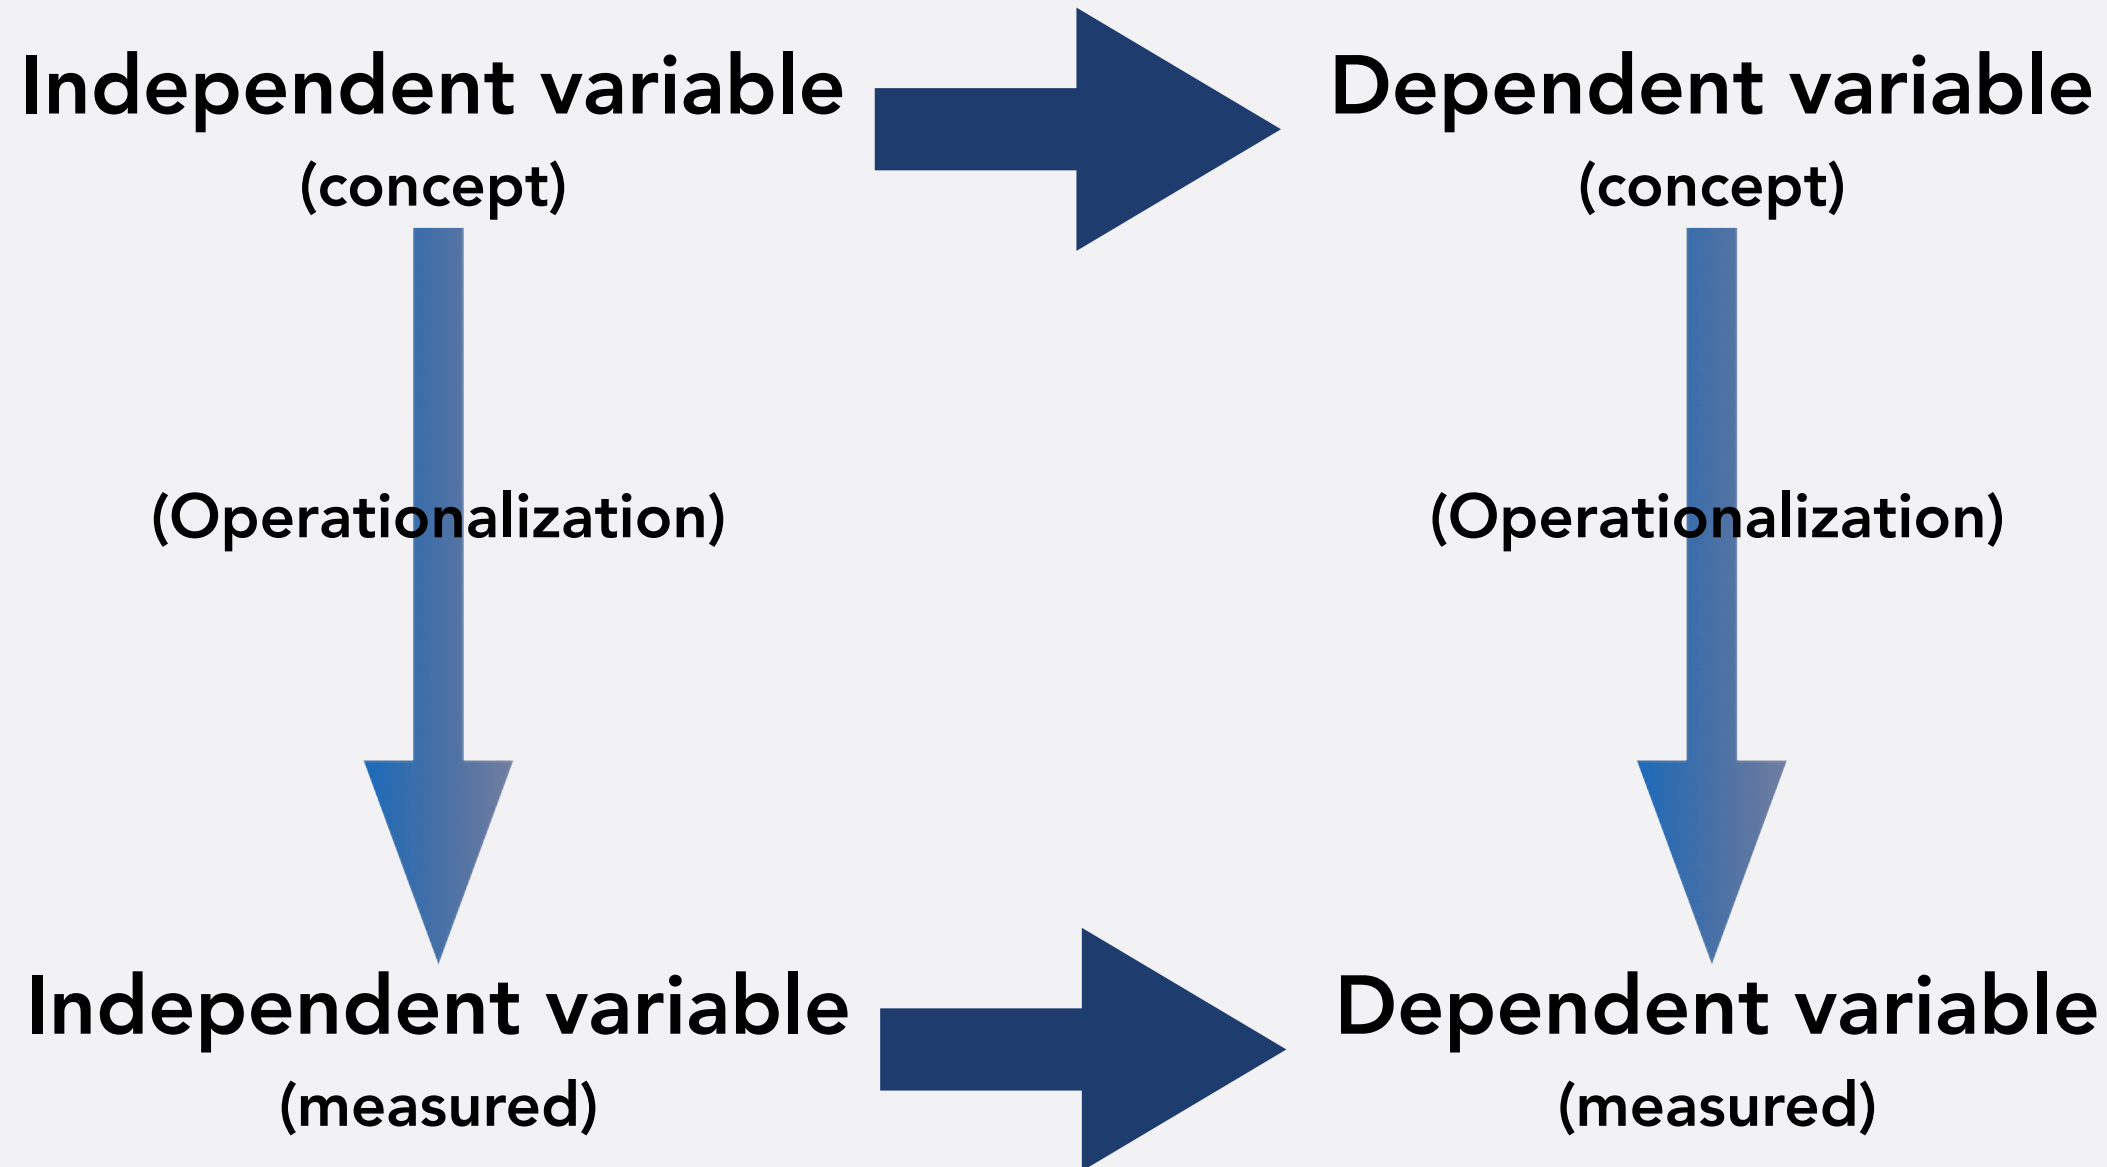 Independent variable
(concept)
Dependent variable
(concept)
(Operationalization)
(Operationalization)
Independent variable
(measured)
Dependent variable
(measured)